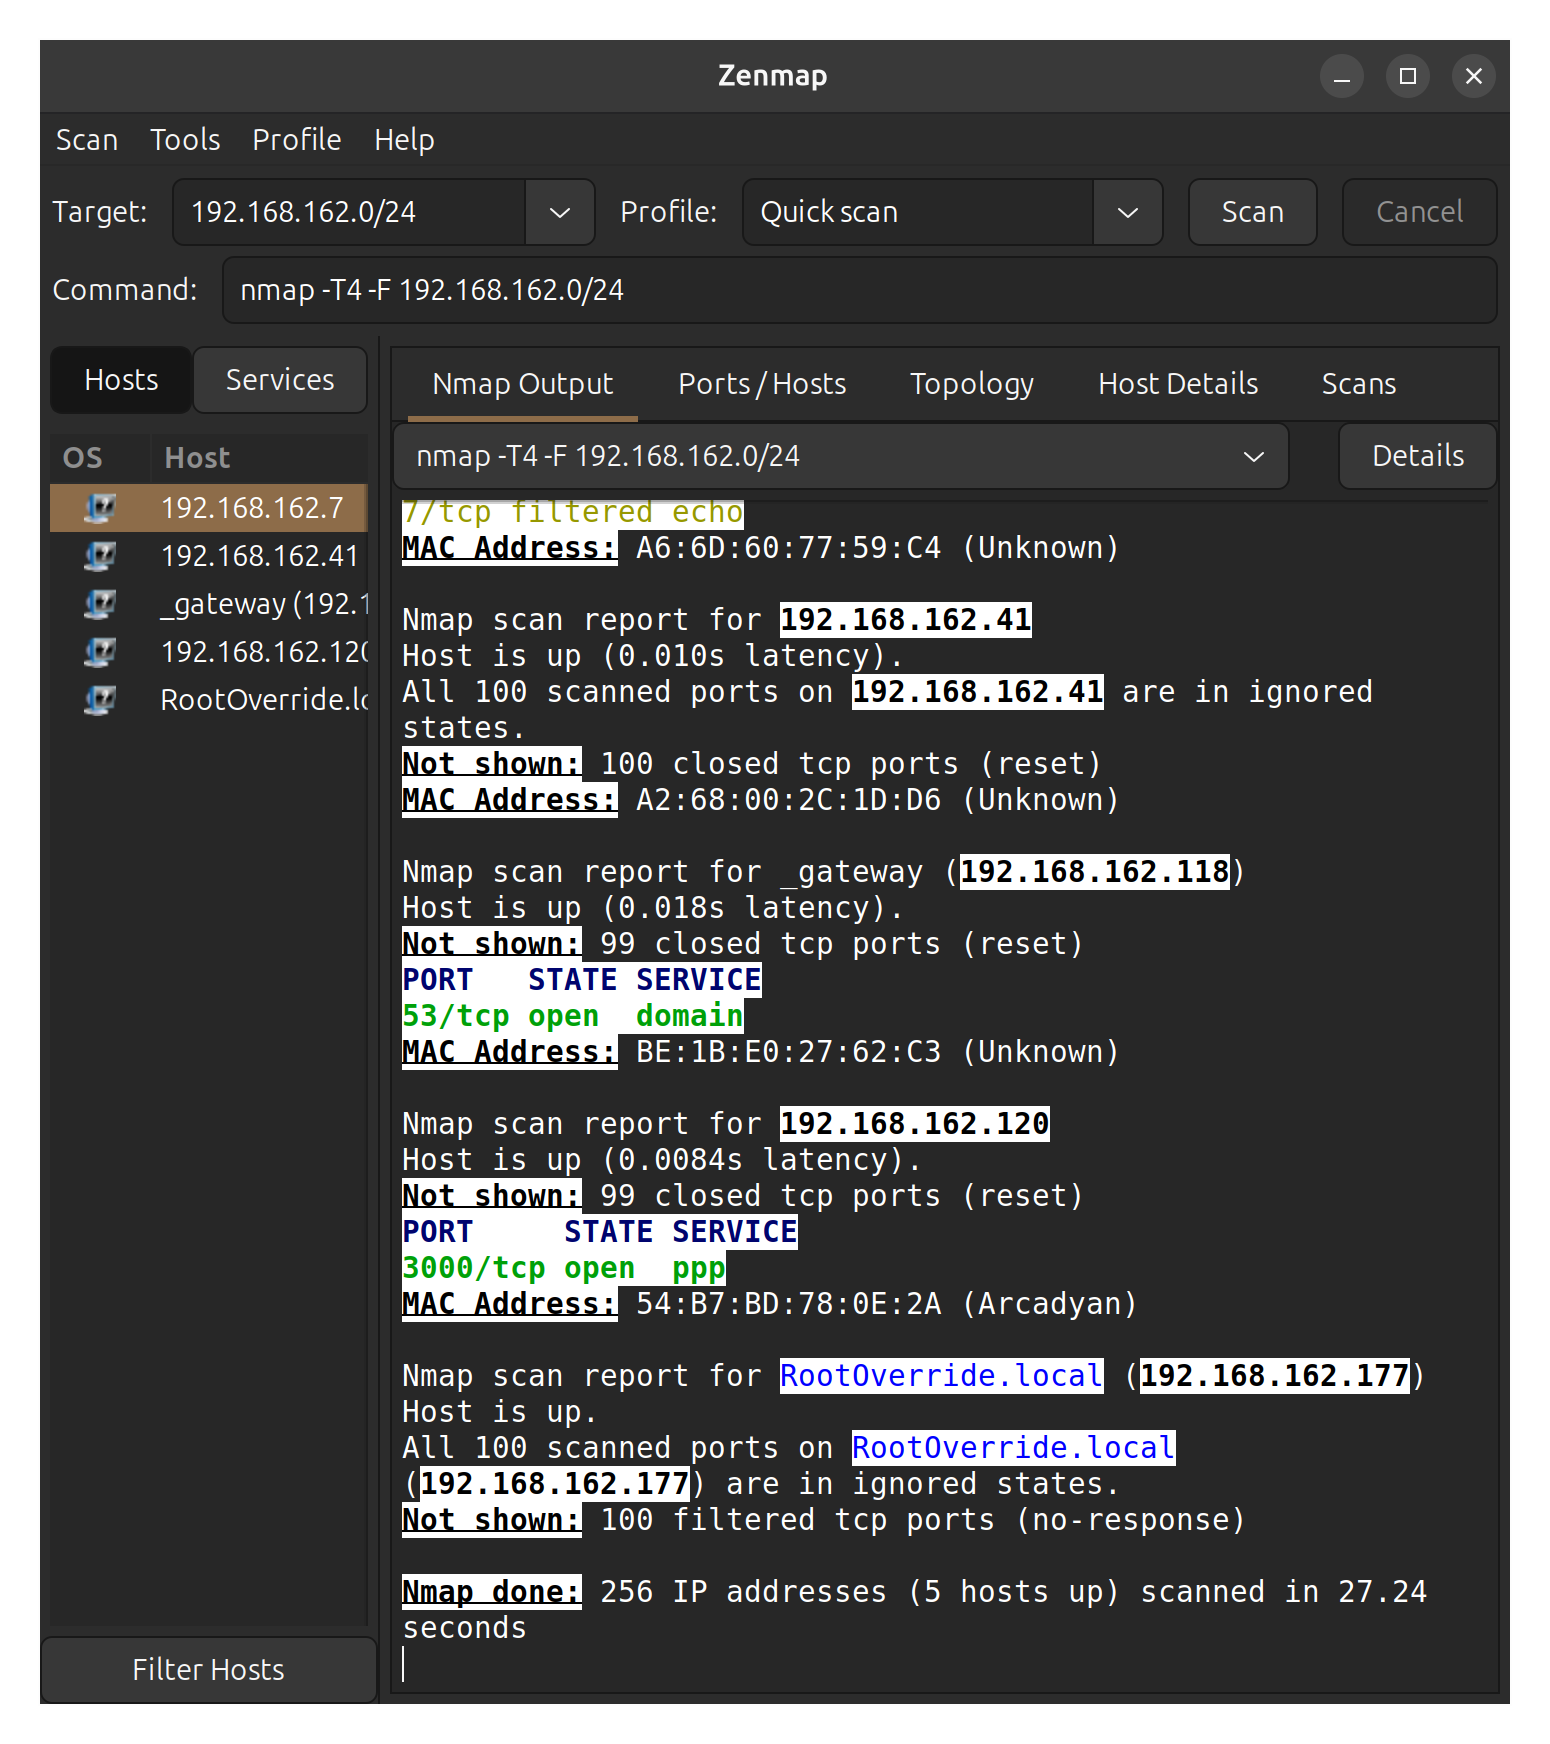 Zenmap
Scan Tools Profile Help
Target: 192.168.162.0/24 Profile: Quick scan Scan Cancel
Command: nmap -T4 -F 192.168.162.0/24
Hosts Services
Nmap Output Ports / Hosts Topology Host Details Scans
nmap -T4 -F 192.168.162.0/24 Details
OS Host
192.168.162.7
192.168.162.41
_gateway (192.1
192.168.162.120
RootOverride.lo
Filter Hosts
7/tcp filtered echo
MAC Address: A6:6D:60:77:59:C4 (Unknown)
Nmap scan report for 192.168.162.41
Host is up (0.010s latency).
All 100 scanned ports on 192.168.162.41 are in ignored
states.
Not shown: 100 closed tcp ports (reset)
MAC Address: A2:68:00:2C:1D:D6 (Unknown)
Nmap scan report for _gateway (192.168.162.118)
Host is up (0.018s latency).
Not shown: 99 closed tcp ports (reset)
PORT   STATE SERVICE
53/tcp open  domain
MAC Address: BE:1B:E0:27:62:C3 (Unknown)
Nmap scan report for 192.168.162.120
Host is up (0.0084s latency).
Not shown: 99 closed tcp ports (reset)
PORT     STATE SERVICE
3000/tcp open  ppp
MAC Address: 54:B7:BD:78:0E:2A (Arcadyan)
Nmap scan report for RootOverride.local (192.168.162.177)
Host is up.
All 100 scanned ports on RootOverride.local
(192.168.162.177) are in ignored states.
Not shown: 100 filtered tcp ports (no-response)
Nmap done: 256 IP addresses (5 hosts up) scanned in 27.24
seconds